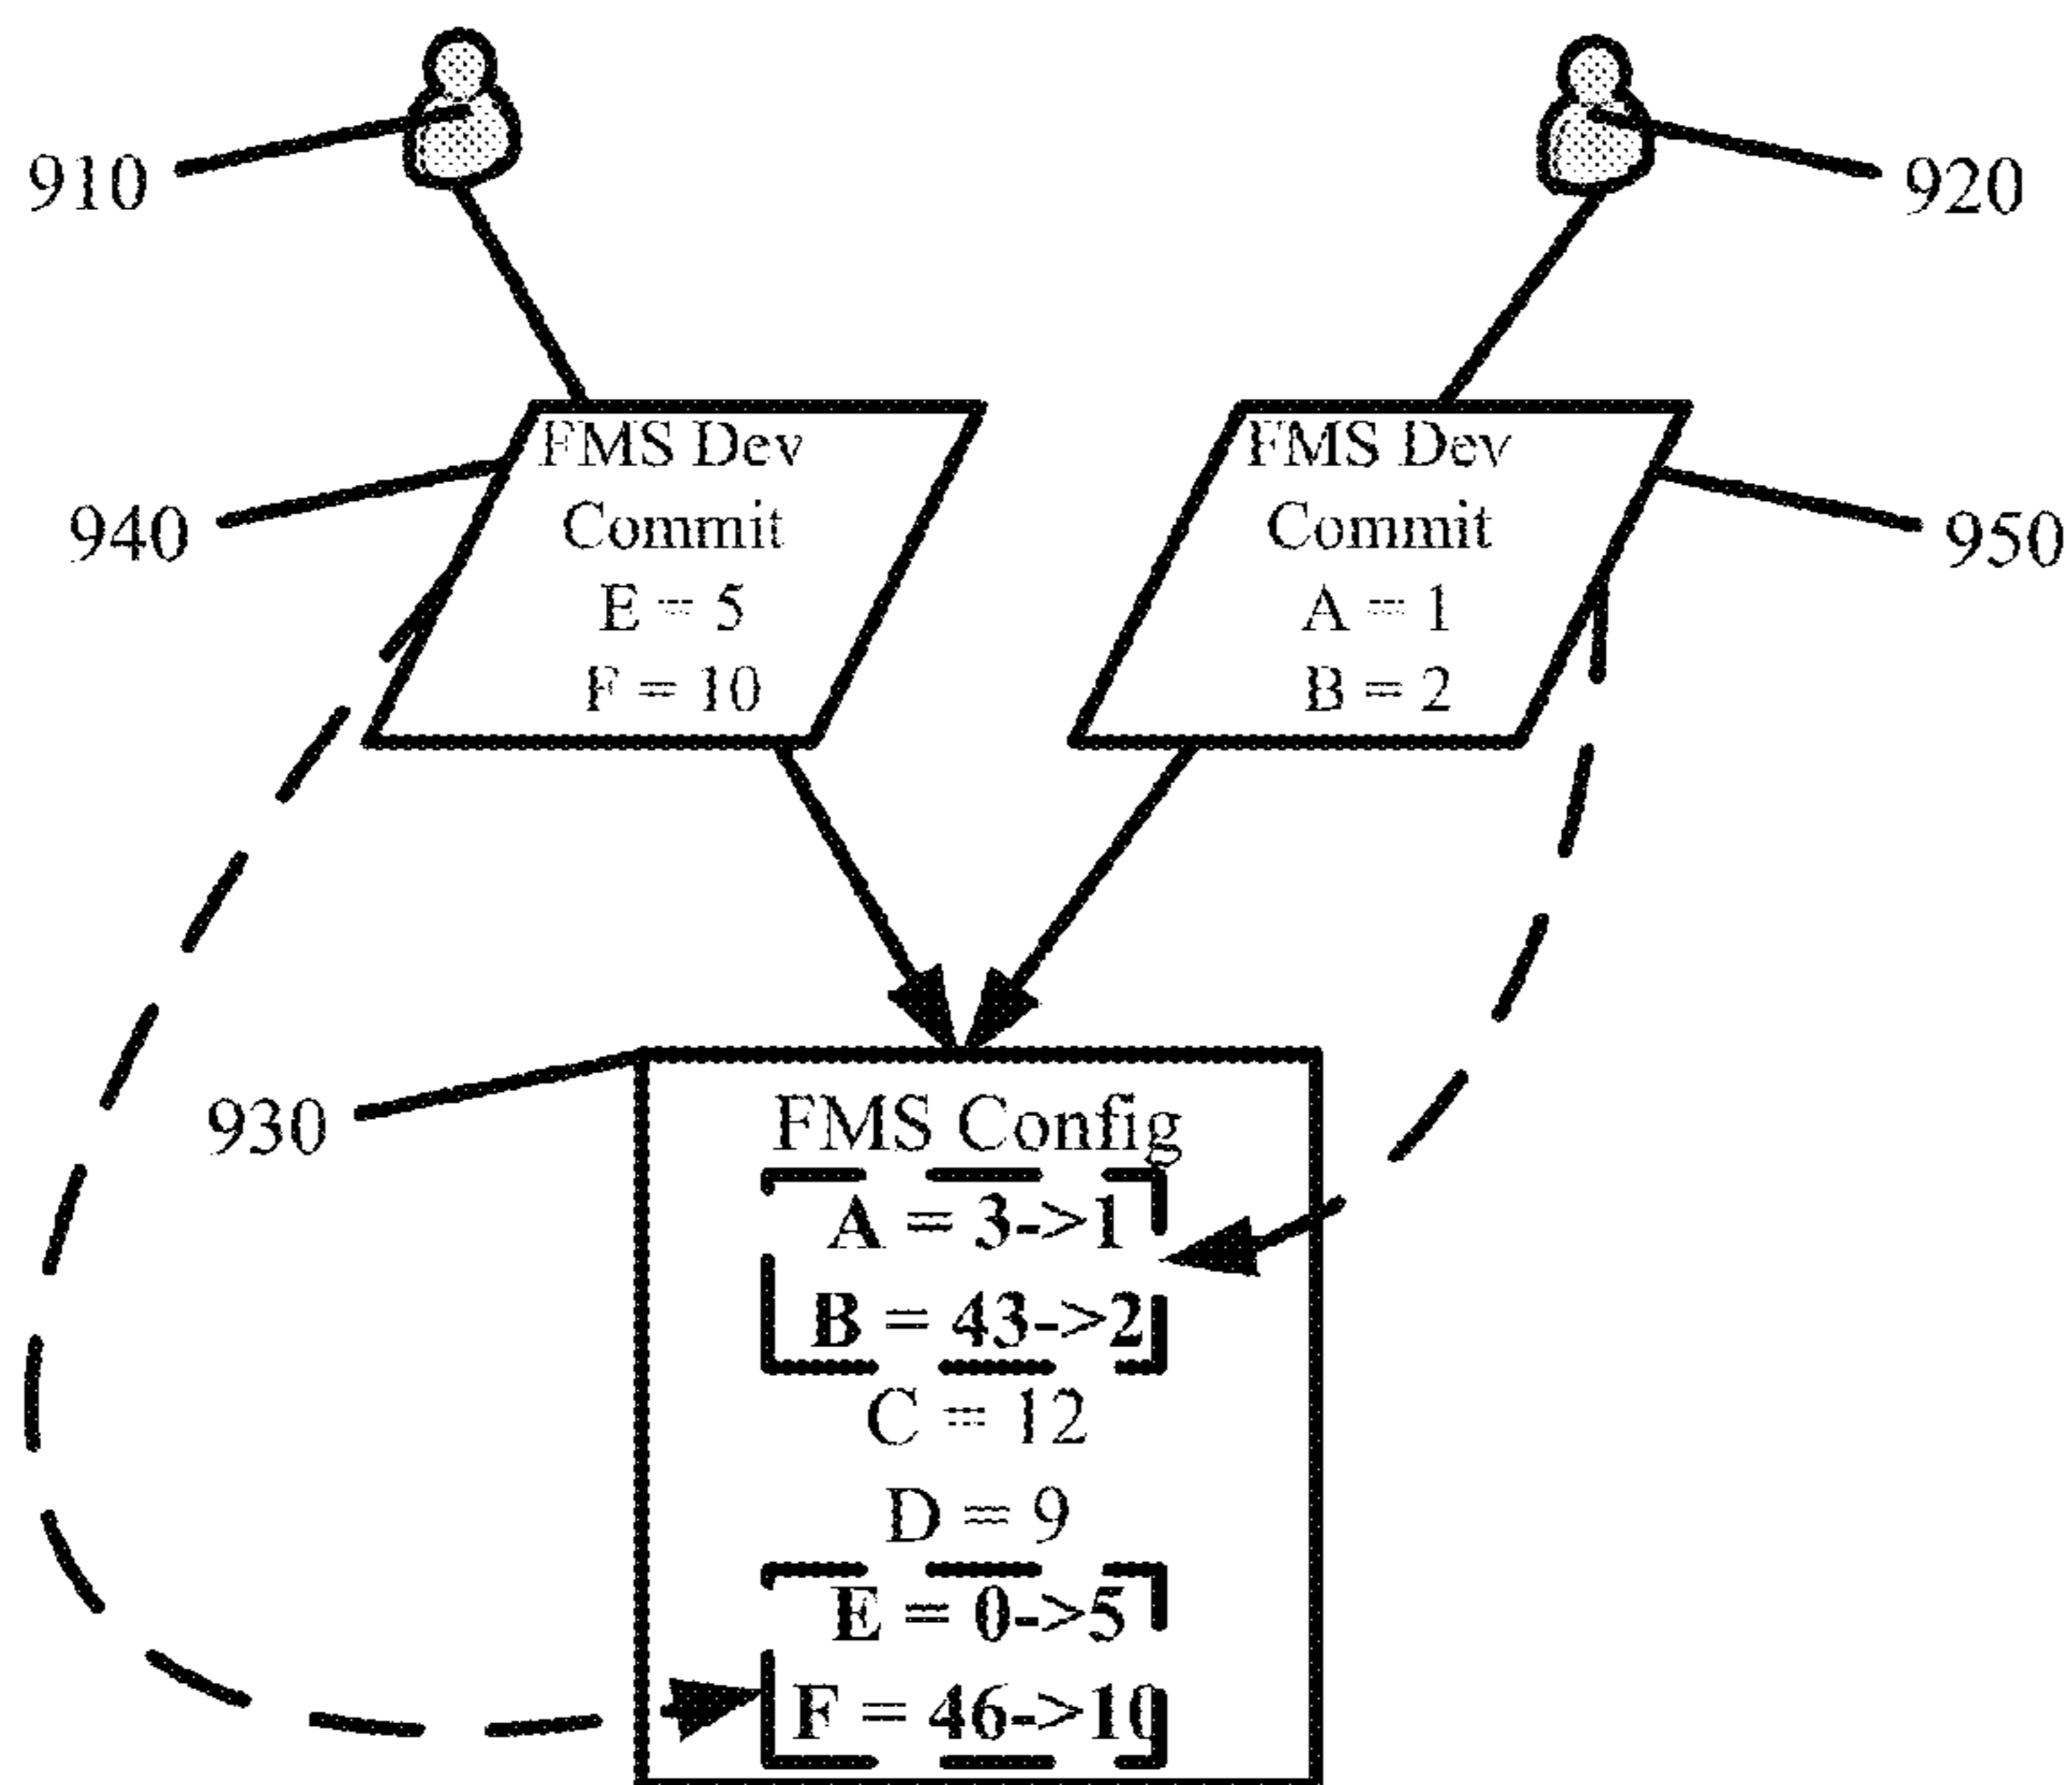 910
920
FMS Dev
Commit
E = 5
F = 10
940
FMS Dev
Commit
A = 1
B = 2
950
930
FMS Config
A = 3->1
B = 43->2
C = 12
D = 9
E = 0->5
F = 46->10